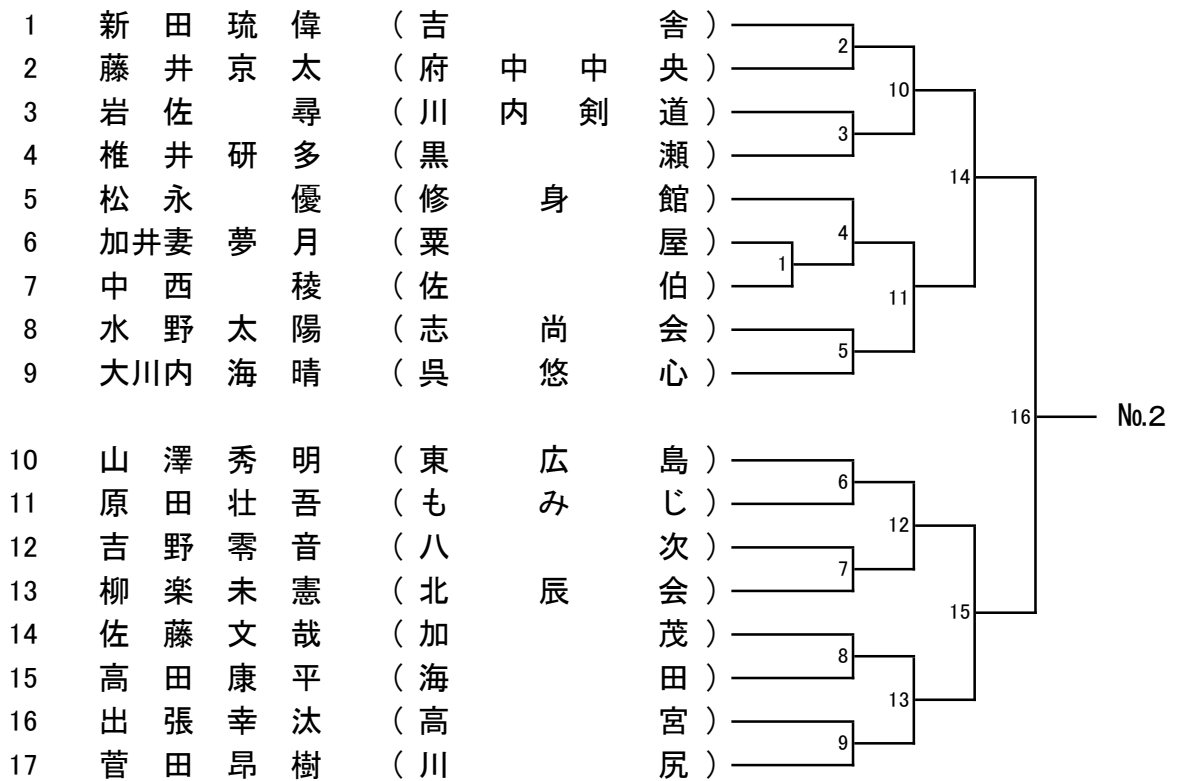 1 新田琉偉 (吉舎)
2 藤井京太 (府中中央)
3 岩佐尋 (川内剣道)
4 椎井研多 (黒瀬)
5 松永優 (修身館)
6 加井妻夢月 (粟屋)
7 中西稜 (佐伯)
8 水野太陽 (志尚会)
9 大川内海晴 (呉悠心)
10 山澤秀明 (東広島)
11 原田壮吾 (もみじ)
12 吉野零音 (八次)
13 柳楽未憲 (北辰会)
14 佐藤文哉 (加茂)
15 高田康平 (海田)
16 出張幸汰 (高宮)
17 菅田昂樹 (川尻)
2
10
3
14
4
1
11
5
16 №2
6
12
7
15
8
13
9